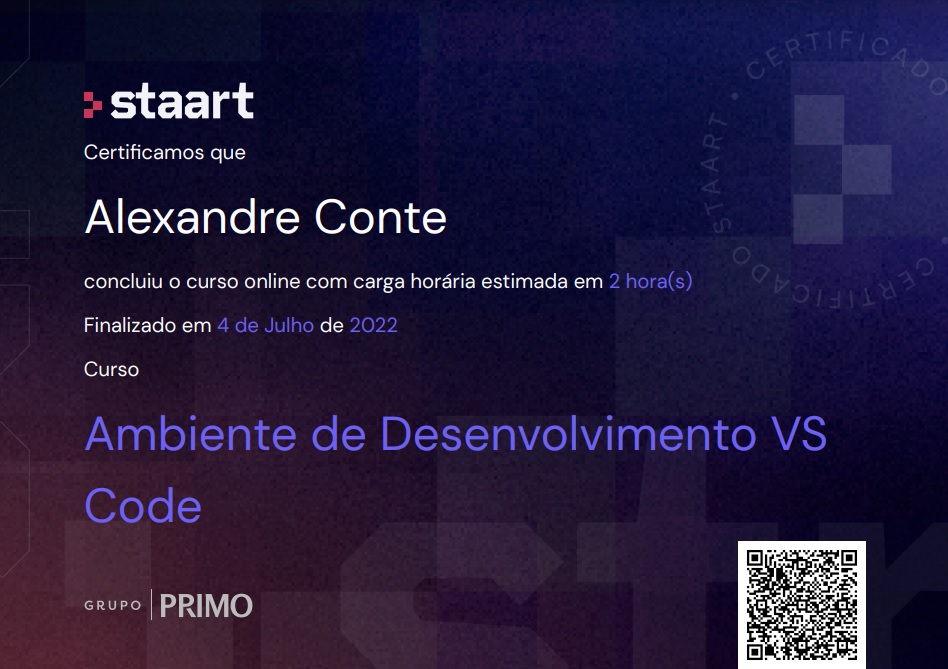 staart
Certificamos que
Alexandre Conte
concluiu o curso online com carga horária estimada em 2 hora(s)
Finalizado em 4 de Julho de 2022
Curso
Ambiente de Desenvolvimento VS
Code
GRUPO PRIMO
CERTIFICADO STAART • CERTIFICADO